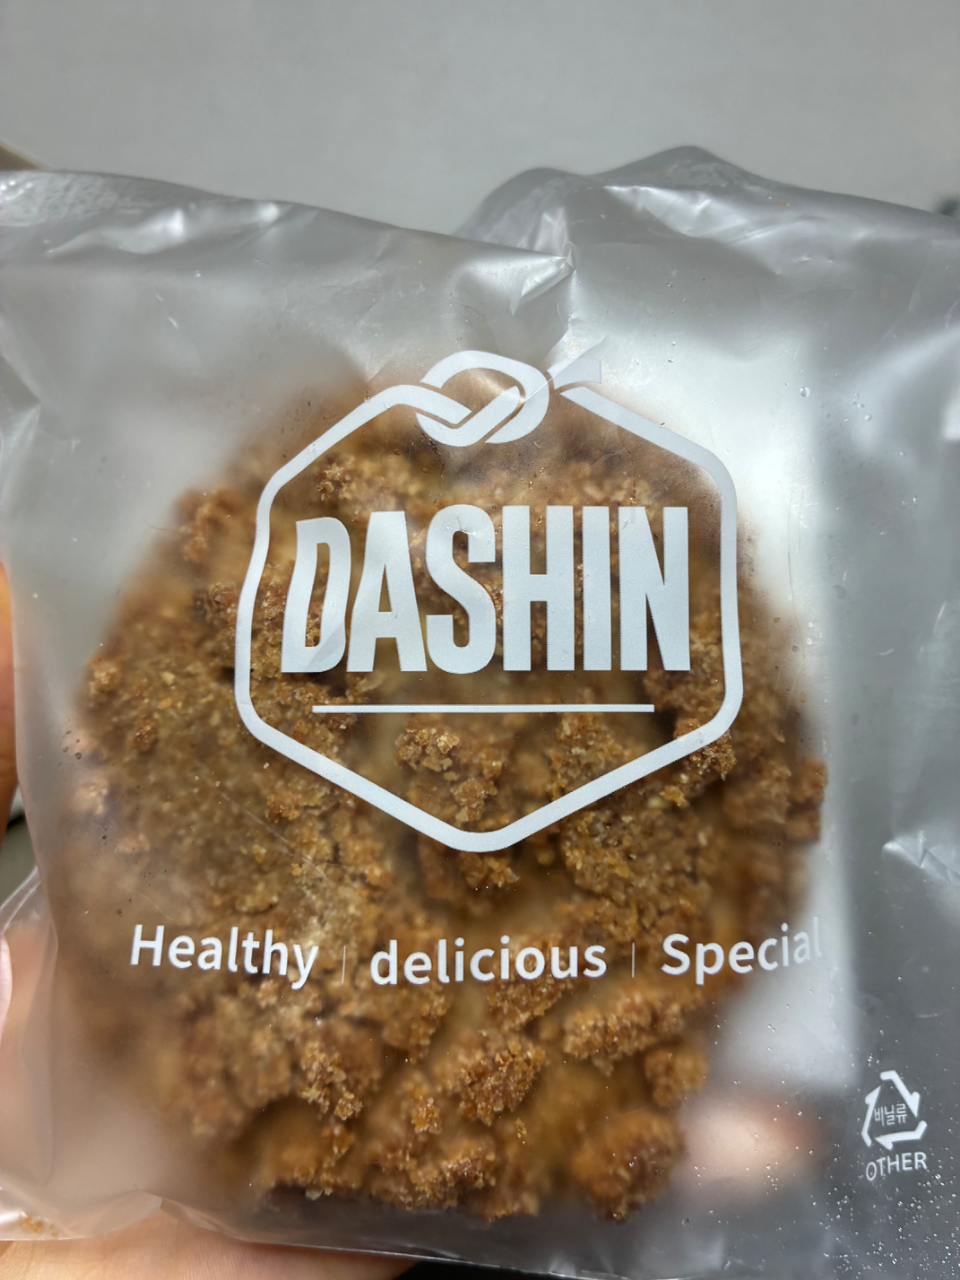 DASHIN
Healthy | delicious | Special
비닐류
OTHER